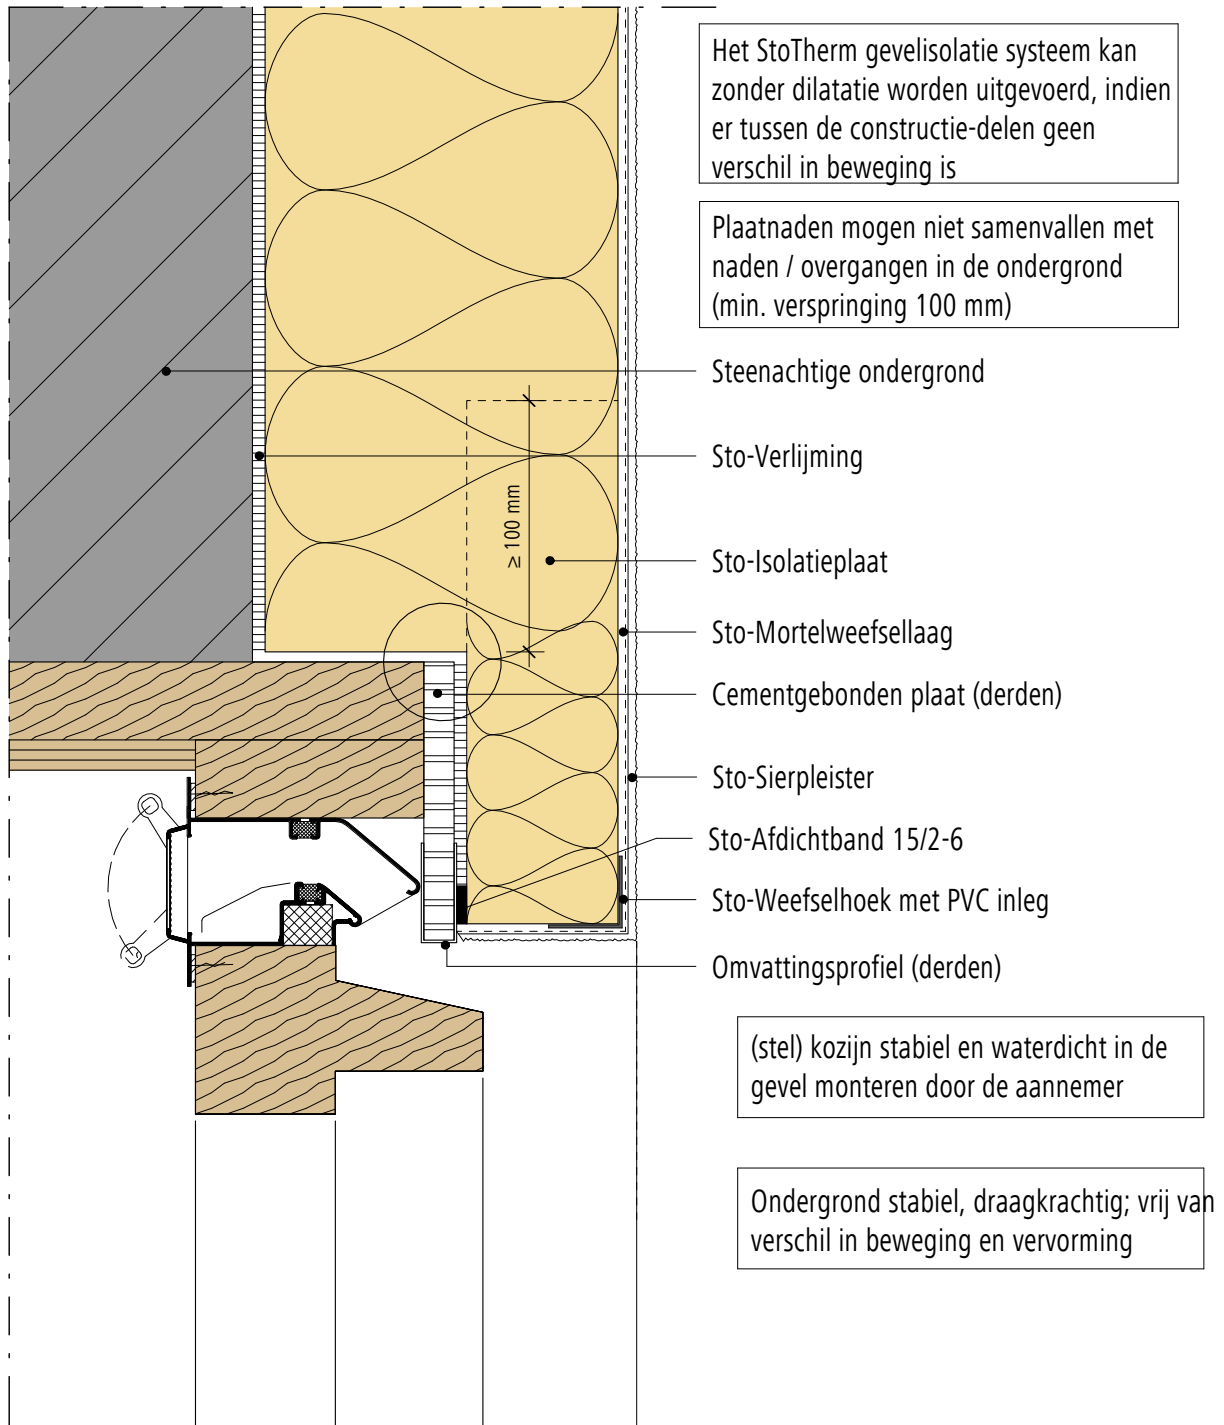 Het StoTherm gevelisolatie systeem kan
zonder dilatatie worden uitgevoerd, indien
er tussen de constructie-delen geen
verschil in beweging is
Plaatnaden mogen niet samenvallen met
naden / overgangen in de ondergrond
(min. verspringing 100 mm)
Steenachtige ondergrond
Sto-Verlijming
≥ 100 mm
Sto-Isolatieplaat
Sto-Mortelweefsellaag
Cementgebonden plaat (derden)
Sto-Sierpleister
Sto-Afdichtband 15/2-6
Sto-Weefselhoek met PVC inleg
Omvattingsprofiel (derden)
(stel) kozijn stabiel en waterdicht in de
gevel monteren door de aannemer
Ondergrond stabiel, draagkrachtig; vrij van
verschil in beweging en vervorming